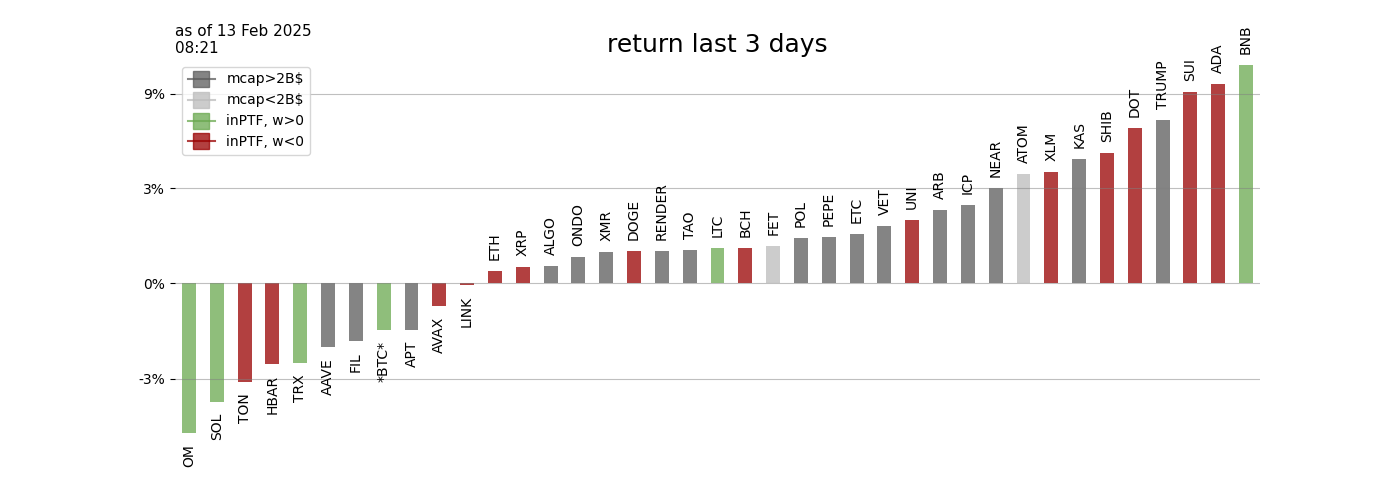 as of 13 Feb 2025
08:21
return last 3 days
mcap>2B$
mcap<2B$
inPTF, w>0
inPTF, w<0
9%
3%
0%
-3%
OM
SOL
TON
HBAR
TRX
AAVE
FIL
*BTC*
APT
AVAX
LINK
ETH
XRP
ALGO
ONDO
XMR
DOGE
RENDER
TAO
LTC
BCH
FET
POL
PEPE
ETC
VET
UNI
ARB
ICP
NEAR
ATOM
XLM
KAS
SHIB
DOT
TRUMP
SUI
ADA
BNB